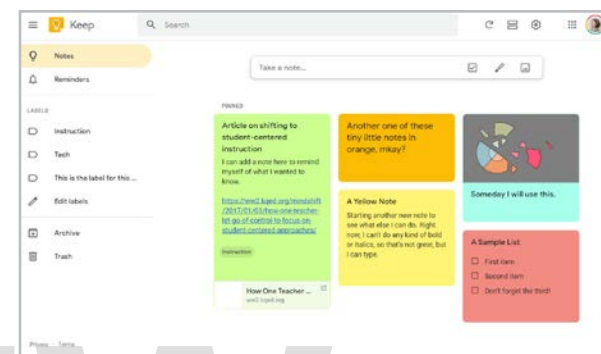 Keep
Search
Notes
Reminders
LABELS
Instruction
Tech
This is the label for this ...
Edit labels
Archive
Trash
Privacy · Terms
Take a note...
PINNED
Article on shifting to
student-centered
instruction
I can add a note here to remind
myself of what I wanted to
know.
https://ww2.kqed.org/mindshift
/2017/01/03/how-one-teacher-
let-go-of-control-to-focus-on-
student-centered-approaches/
Instruction
How One Teacher ...
ww2.kqed.org
Another one of these
tiny little notes in
orange, mkay?
A Yellow Note
Starting another new note to
see what else I can do. Right
now, I can't do any kind of bold
or italics, so that's not great, but
I can type.
Someday I will use this.
A Sample List
First item
Second item
Don't forget the third!